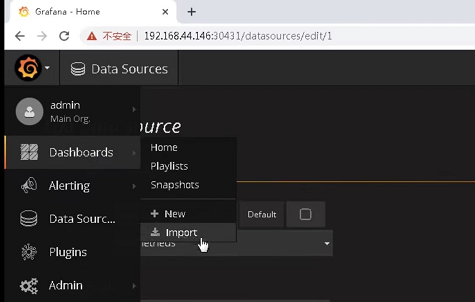 Grafana - Home
不安全 192.168.44.146:30431/datasources/edit/1
Data Sources
admin
Main Org.
ource
Dashboards
Home
Playlists
Snapshots
Alerting
Data Sourc...
New
Default
Import
Plugins
Admin